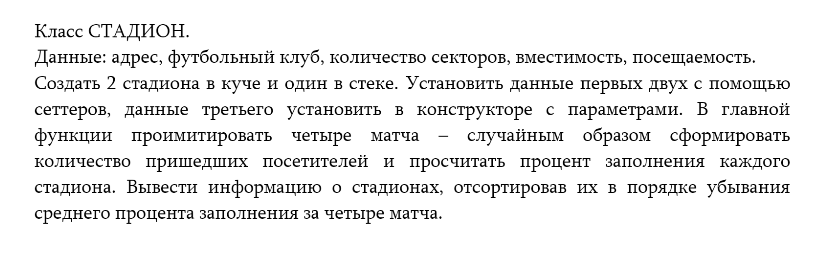 Класс СТАДИОН.
Данные: адрес, футбольный клуб, количество секторов, вместимость, посещаемость.
Создать 2 стадиона в куче и один в стеке. Установить данные первых двух с помощью
сеттеров, данные третьего установить в конструкторе с параметрами. В главной
функции проимитировать четыре матча – случайным образом сформировать
количество пришедших посетителей и просчитать процент заполнения каждого
стадиона. Вывести информацию о стадионах, отсортировав их в порядке убывания
среднего процента заполнения за четыре матча.